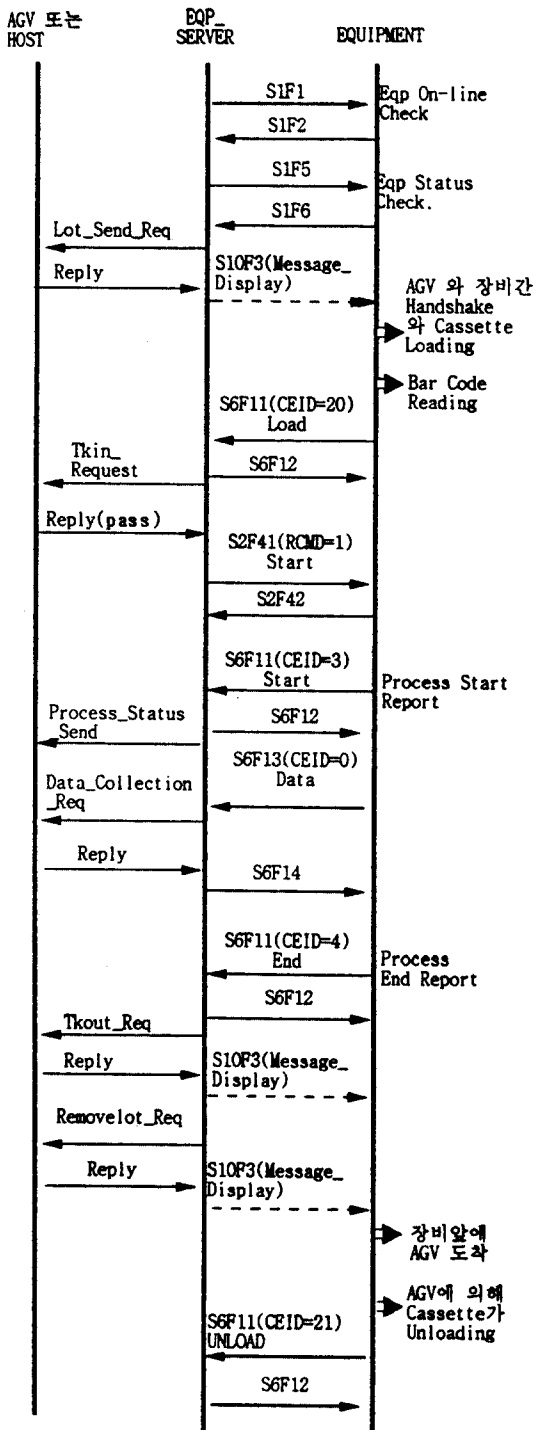 AGV 또는
HOST
EQP_
SERVER
EQUIPMENT
S1F1
Eqp On-line
Check
S1F2
S1F5
Eqp Status
Check.
S1F6
Lot_Send_Req
Reply
S10F3(Message_
Display)
AGV 와 장비간
Handshake
와 Cassette
Loading
Bar Code
Reading
S6F11(CEID=20)
Load
Tkin_
Request
S6F12
Reply(pass)
S2F41(RCMD=1)
Start
S2F42
S6F11(CEID=3)
Start
Process Start
Report
Process_Status
_Send
S6F12
S6F13(CEID=0)
Data
Data_Collection
_Req
Reply
S6F14
S6F11(CEID=4)
End
Process
End Report
S6F12
Tkout_Req
Reply
S10F3(Message_
Display)
Removelot_Req
Reply
S10F3(Message_
Display)
장비앞에
AGV 도착
AGV에 의해
Cassette가
Unloading
S6F11(CEID=21)
UNLOAD
S6F12